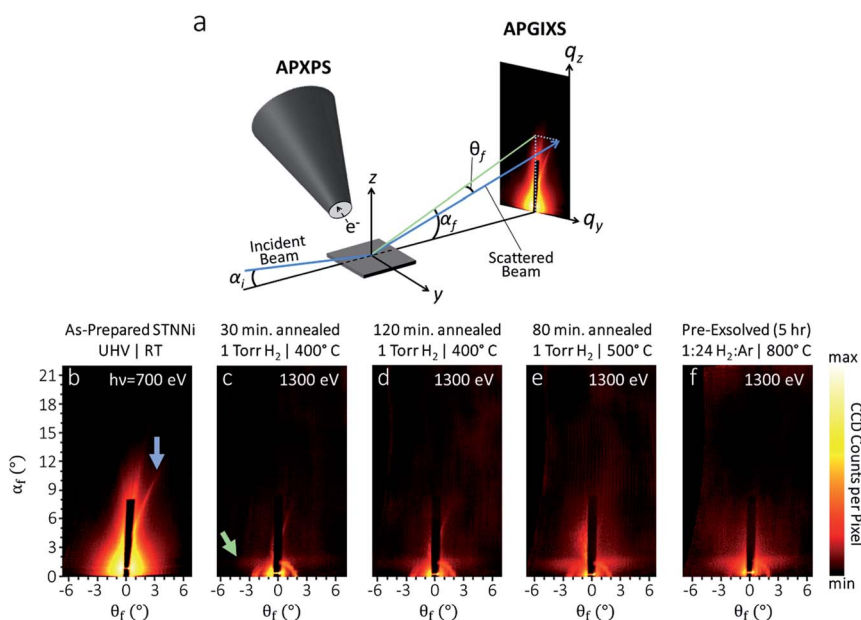 a
APXPS
APGIXS
q_z
θ_f
z
e-
α_f
Incident
Beam
α_i
Scattered
Beam
q_y
y
As-Prepared STNNi
UHV | RT
30 min. annealed
1 Torr H₂ | 400° C
120 min. annealed
1 Torr H₂ | 400° C
80 min. annealed
1 Torr H₂ | 500° C
Pre-Exsolved (5 hr)
1:24 H₂:Ar | 800° C
b hν=700 eV
c 1300 eV
d 1300 eV
e 1300 eV
f 1300 eV
max
CCD Counts per Pixel
min
21
18
15
12
9
6
3
0
α_f (°)
-6 -3 0 3 6
-6 -3 0 3 6
-6 -3 0 3 6
-6 -3 0 3 6
-6 -3 0 3 6
θ_f (°)
θ_f (°)
θ_f (°)
θ_f (°)
θ_f (°)